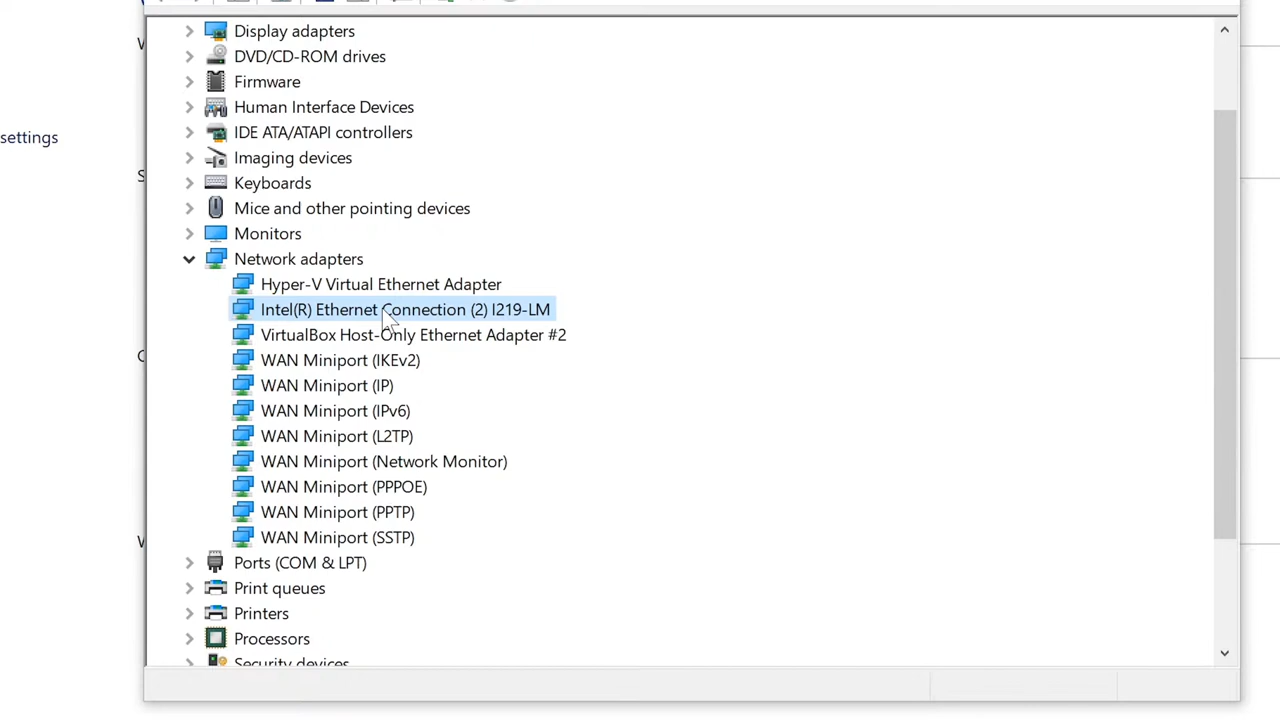 Display adapters
DVD/CD-ROM drives
Firmware
Human Interface Devices
settings
IDE ATA/ATAPI controllers
Imaging devices
Keyboards
Mice and other pointing devices
Monitors
Network adapters
Hyper-V Virtual Ethernet Adapter
Intel(R) Ethernet Connection (2) I219-LM
VirtualBox Host-Only Ethernet Adapter #2
WAN Miniport (IKEv2)
WAN Miniport (IP)
WAN Miniport (IPv6)
WAN Miniport (L2TP)
WAN Miniport (Network Monitor)
WAN Miniport (PPPOE)
WAN Miniport (PPTP)
WAN Miniport (SSTP)
Ports (COM & LPT)
Print queues
Printers
Processors
Security devices